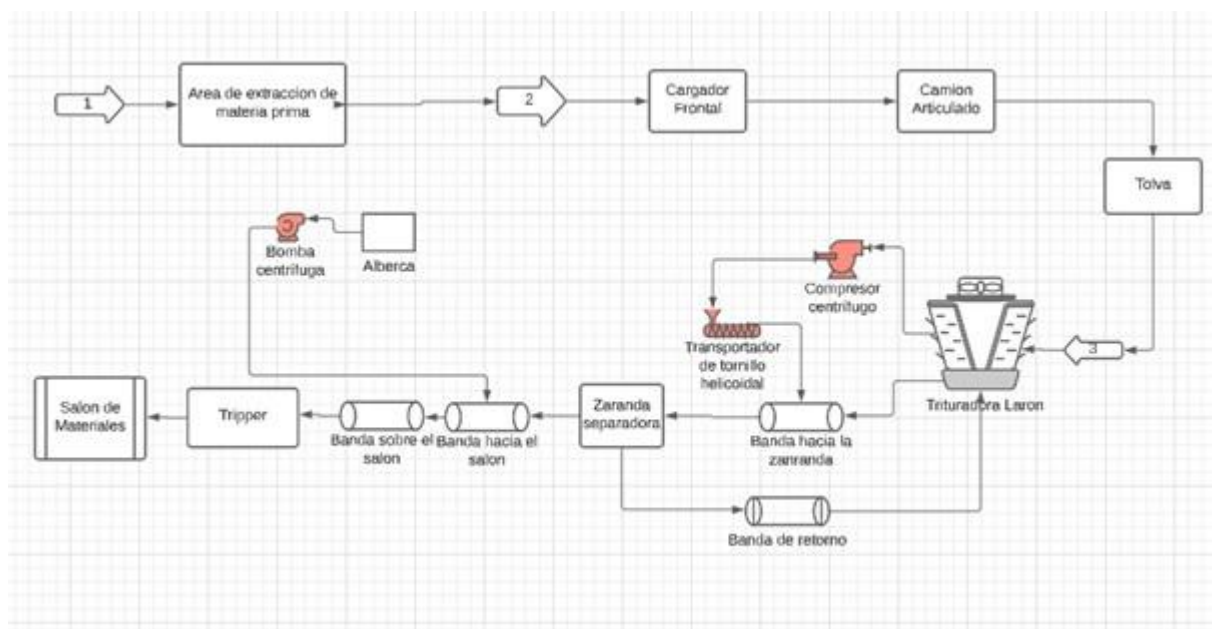 1
Area de extraccion de
materia prima
2
Cargador
Frontal
Camion
Articulado
Tolva
Bomba
centrifuga
Alberca
Compresor
centrifugo
3
Transportador
de tornillo
helicoidal
Trituradora Laron
Salon de
Materiales
Tripper
Banda sobre el
salon
Banda hacia el
salon
Zaranda
separadora
Banda hacia la
zanranda
Banda de retorno